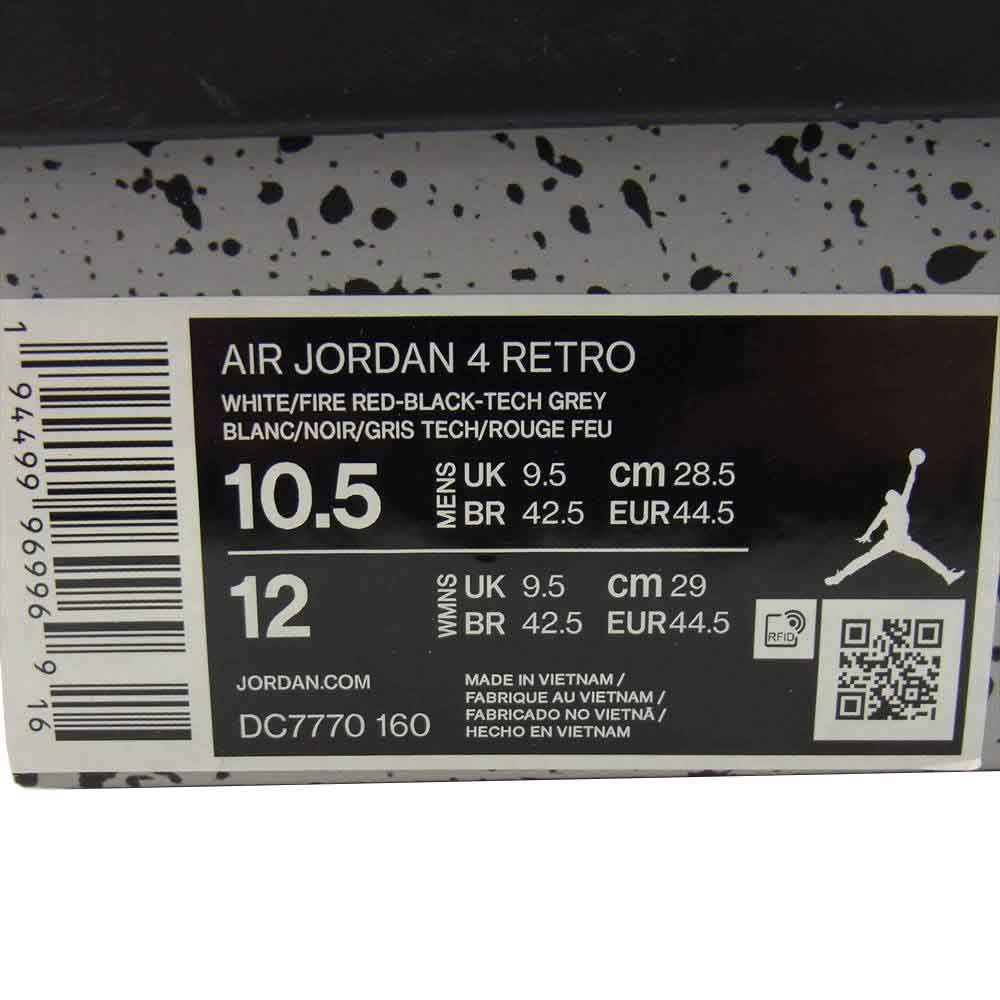 AIR JORDAN 4 RETRO
WHITE/FIRE RED-BLACK-TECH GREY
BLANC/NOIR/GRIS TECH/ROUGE FEU
10.5 MENS UK 9.5 cm 28.5
BR 42.5 EUR 44.5
12 WMNS UK 9.5 cm 29
BR 42.5 EUR 44.5
RFID
JORDAN.COM
DC7770 160
MADE IN VIETNAM /
FABRIQUE AU VIETNAM /
FABRICADO NO VIETNÃ /
HECHO EN VIETNAM
1 94499 96996 9 16